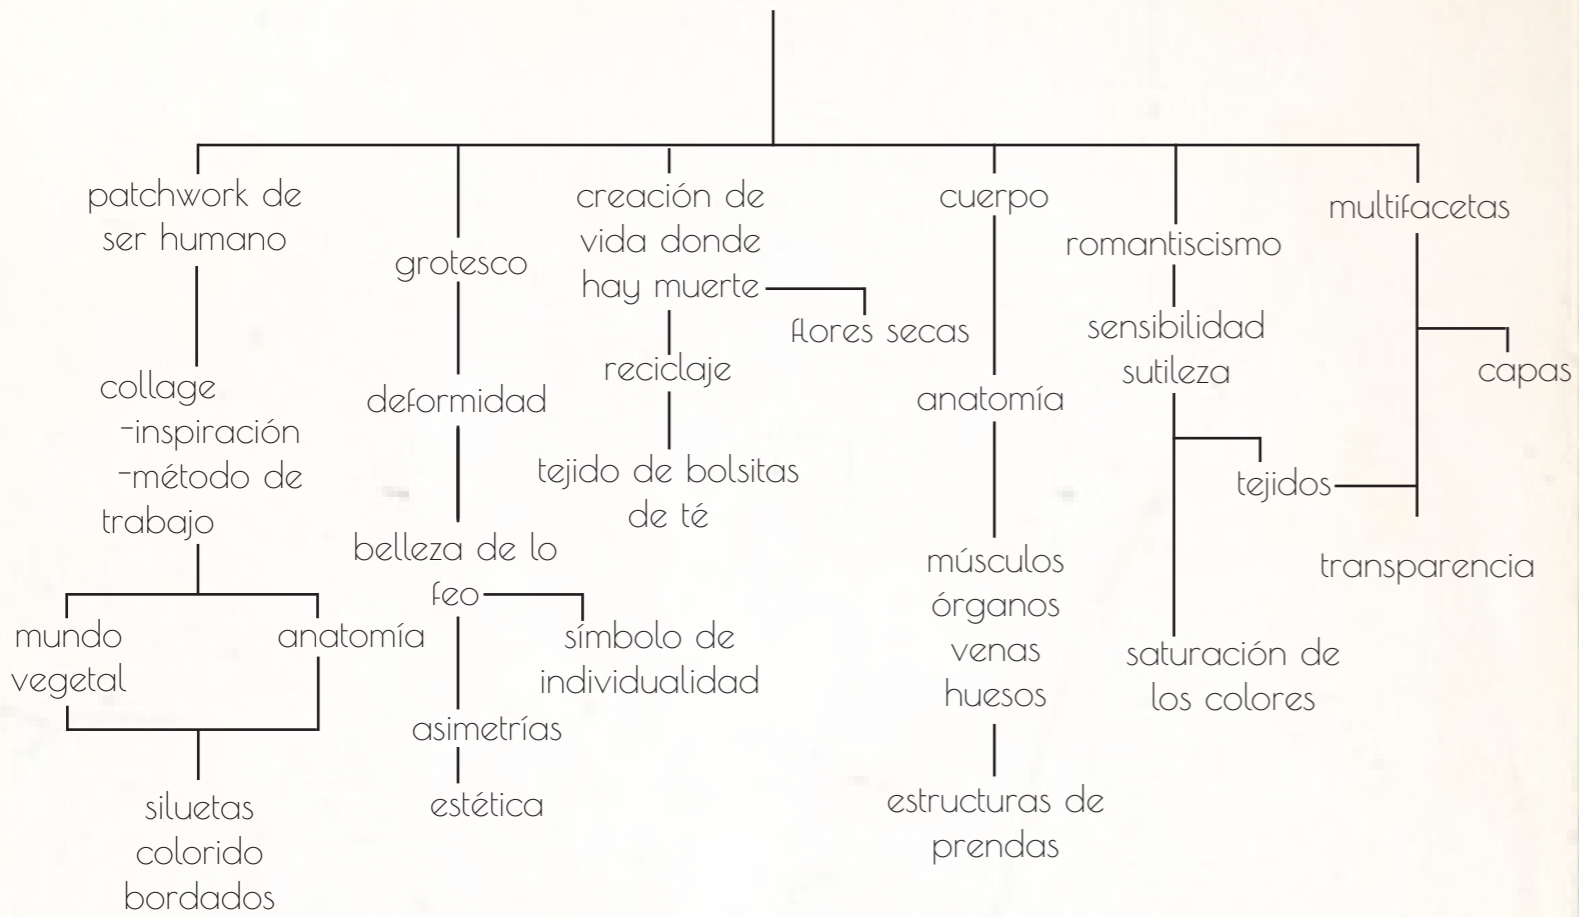 patchwork de
ser humano
collage
-inspiración
-método de
trabajo
mundo
vegetal
anatomía
siluetas
colorido
bordados
grotesco
deformidad
belleza de lo
feo
símbolo de
individualidad
asimetrías
estética
creación de
vida donde
hay muerte
flores secas
reciclaje
tejido de bolsitas
de té
cuerpo
anatomía
músculos
órganos
venas
huesos
estructuras de
prendas
romantiscismo
sensibilidad
sutileza
tejidos
saturación de
los colores
multifacetas
capas
transparencia